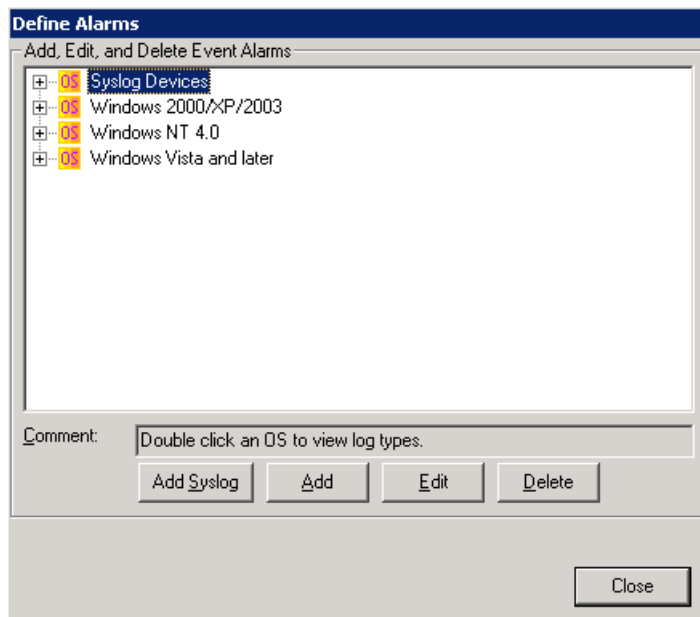 Define Alarms
Add, Edit, and Delete Event Alarms
OS Syslog Devices
OS Windows 2000/XP/2003
OS Windows NT 4.0
OS Windows Vista and later
Comment: Double click an OS to view log types.
Add Syslog Add Edit Delete
Close